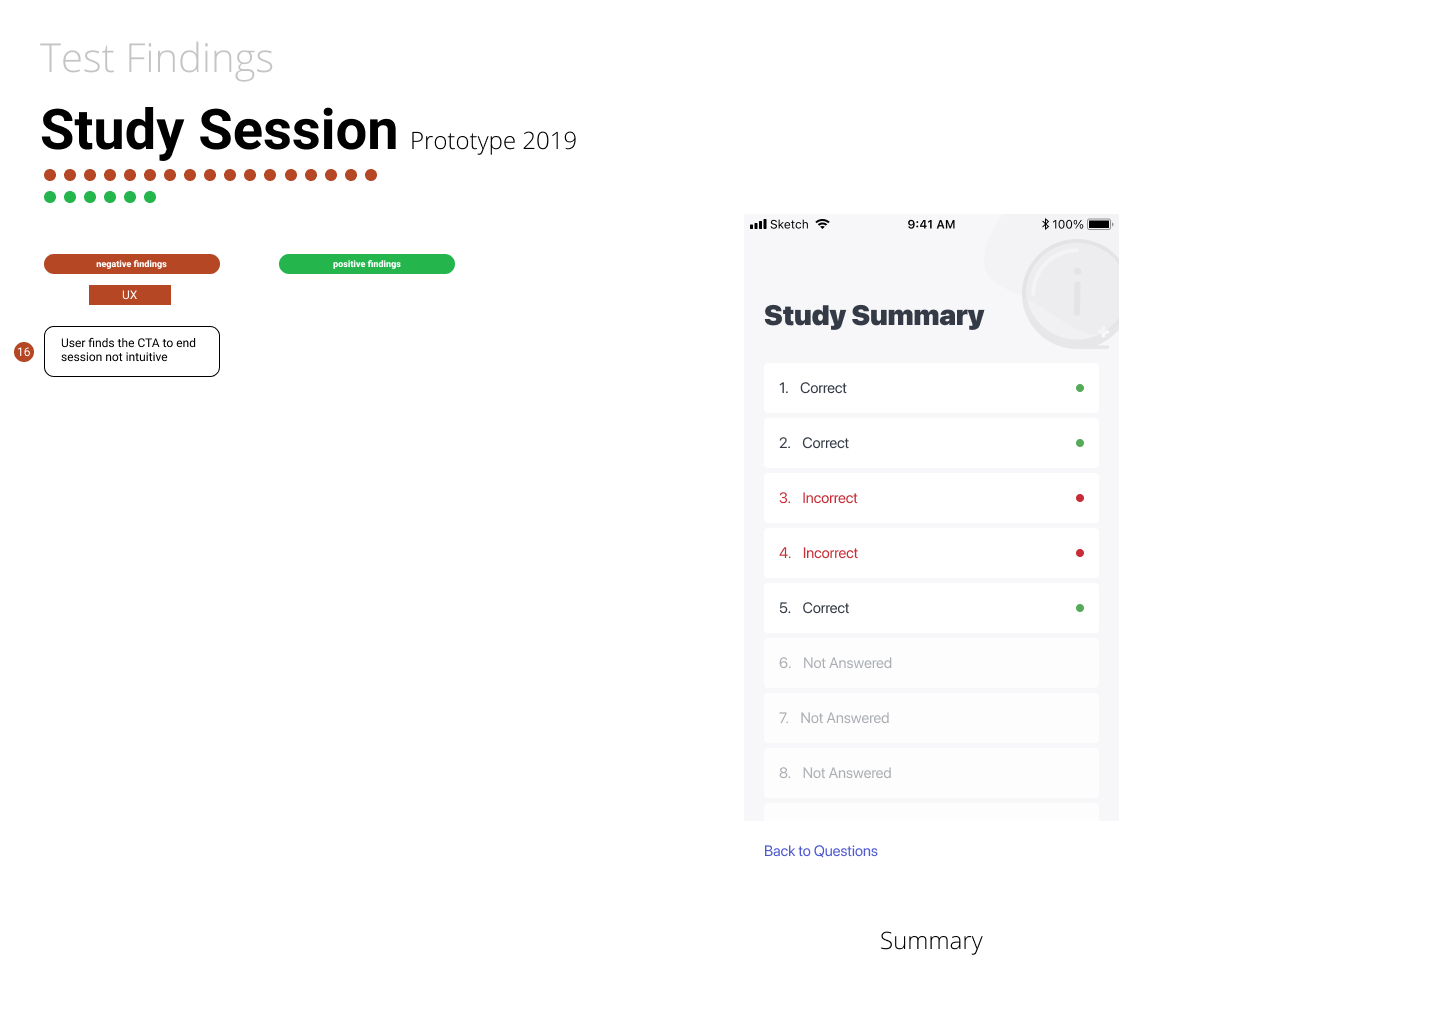 Test Findings
Study Session Prototype 2019
negative findings
positive findings
UX
16
User finds the CTA to end
session not intuitive
Sketch 9:41 AM 100%
i
Study Summary
1. Correct
2. Correct
3. Incorrect
4. Incorrect
5. Correct
6. Not Answered
7. Not Answered
8. Not Answered
Back to Questions
Summary